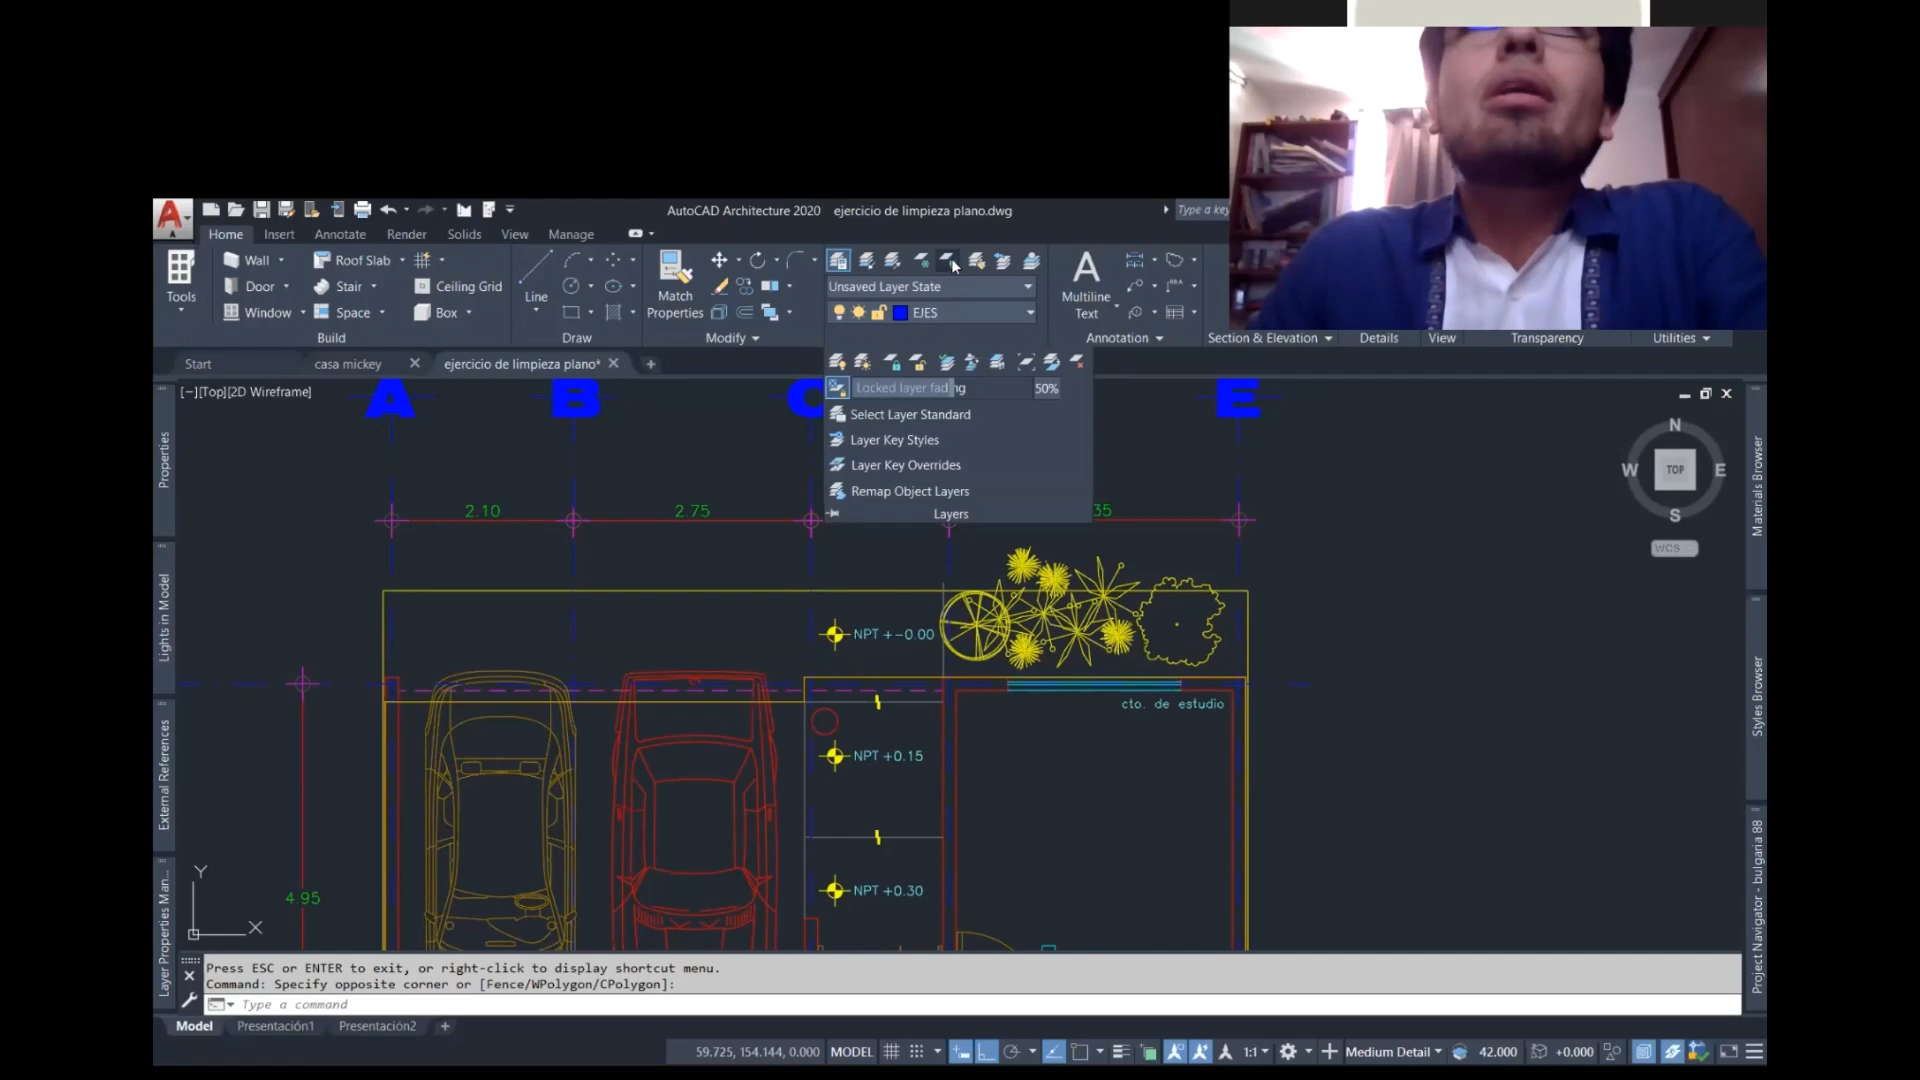 AutoCAD Architecture 2020 ejercicio de limpieza plano.dwg
Type a key
Home Insert Annotate Render Solids View Manage
Tools
Wall
Door
Window
Roof Slab
Stair
Space
Ceiling Grid
Box
Build
Line
Draw
Match
Properties
Modify
Unsaved Layer State
EJES
Multiline
Text
Annotation
Section & Elevation
Details
View
Transparency
Utilities
Start casa mickey ejercicio de limpieza plano*
Locked layer fading 50%
Select Layer Standard
Layer Key Styles
Layer Key Overrides
Remap Object Layers
Layers
[−][Top][2D Wireframe]
A B C E
N
W TOP E
S
WCS
2.10 2.75 35
NPT +-0.00
cto. de estudio
NPT +0.15
NPT +0.30
4.95
Y
X
Properties
Lights in Model
External References
Layer Properties Man...
Materials Browser
Styles Browser
Project Navigator - bulgaria 88
Press ESC or ENTER to exit, or right-click to display shortcut menu.
Command: Specify opposite corner or [Fence/WPolygon/CPolygon]:
Type a command
Model Presentación1 Presentación2
59.725, 154.144, 0.000 MODEL 1:1 Medium Detail 42.000 +0.000